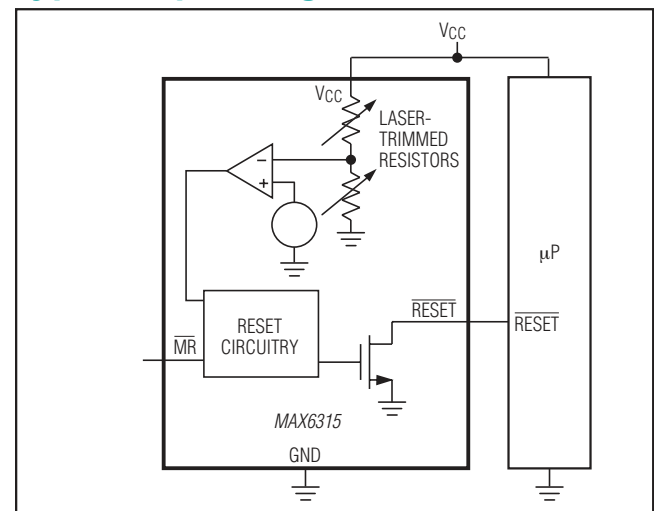 VCC
VCC
LASER-
TRIMMED
RESISTORS
−
+
µP
RESET
RESET
MR
RESET
CIRCUITRY
MAX6315
GND